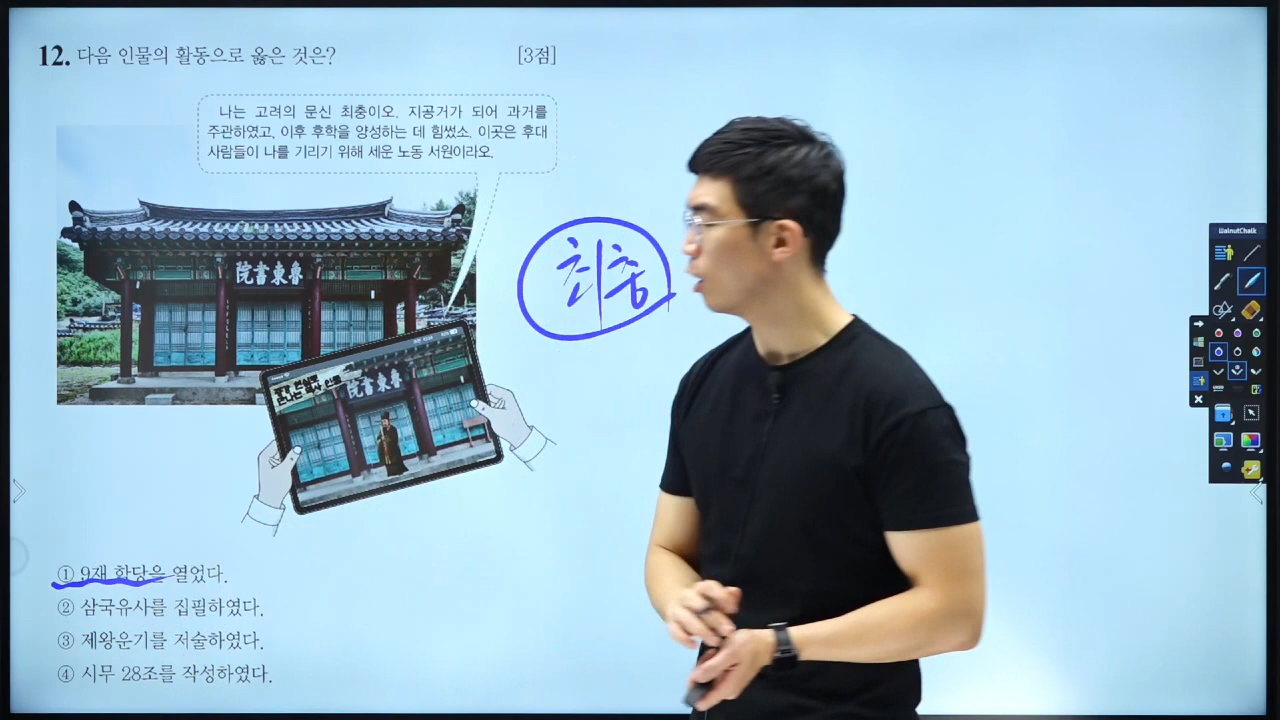 12. 다음 인물의 활동으로 옳은 것은? [3점]
나는 고려의 문신 최충이오. 지공거가 되어 과거를
주관하였고, 이후 후학을 양성하는 데 힘썼소. 이곳은 후대
사람들이 나를 기리기 위해 세운 노동 서원이라오.
院書東魯
최충
院書東魯
① 9재 학당을 열었다.
② 삼국유사를 집필하였다.
③ 제왕운기를 저술하였다.
④ 시무 28조를 작성하였다.
WalnutChalk